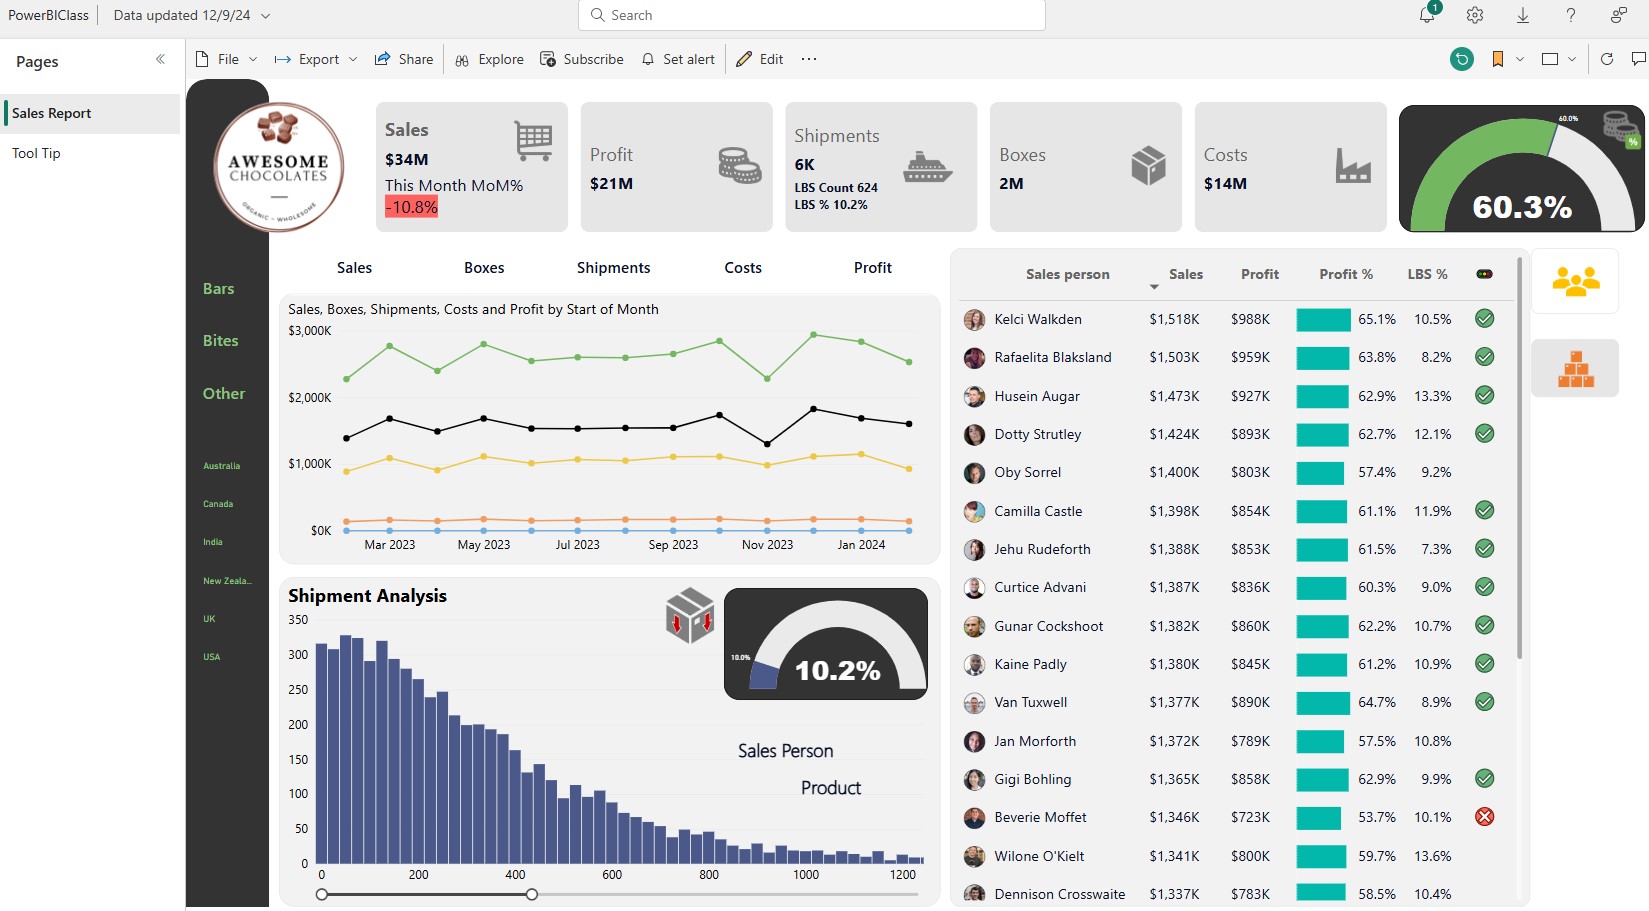 PowerBIClass
Data updated 12/9/24
Search
1
Pages
File
Export
Share
Explore
Subscribe
Set alert
Edit
Sales Report
Tool Tip
AWESOME
CHOCOLATES
ORGANIC ~ WHOLESOME
Sales
$34M
This Month MoM%
-10.8%
Profit
$21M
Shipments
6K
LBS Count 624
LBS % 10.2%
Boxes
2M
Costs
$14M
60.0%
%
60.3%
Bars
Bites
Other
Australia
Canada
India
New Zeala...
UK
USA
Sales Boxes Shipments Costs Profit
Sales, Boxes, Shipments, Costs and Profit by Start of Month
$3,000K
$2,000K
$1,000K
$0K
Mar 2023 May 2023 Jul 2023 Sep 2023 Nov 2023 Jan 2024
Shipment Analysis
350
300
250
200
150
100
50
0
0 200 400 600 800 1000 1200
10.0%
10.2%
Sales Person
Product
Sales person Sales Profit Profit % LBS %
Kelci Walkden $1,518K $988K 65.1% 10.5%
Rafaelita Blaksland $1,503K $959K 63.8% 8.2%
Husein Augar $1,473K $927K 62.9% 13.3%
Dotty Strutley $1,424K $893K 62.7% 12.1%
Oby Sorrel $1,400K $803K 57.4% 9.2%
Camilla Castle $1,398K $854K 61.1% 11.9%
Jehu Rudeforth $1,388K $853K 61.5% 7.3%
Curtice Advani $1,387K $836K 60.3% 9.0%
Gunar Cockshoot $1,382K $860K 62.2% 10.7%
Kaine Padly $1,380K $845K 61.2% 10.9%
Van Tuxwell $1,377K $890K 64.7% 8.9%
Jan Morforth $1,372K $789K 57.5% 10.8%
Gigi Bohling $1,365K $858K 62.9% 9.9%
Beverie Moffet $1,346K $723K 53.7% 10.1%
Wilone O'Kielt $1,341K $800K 59.7% 13.6%
Dennison Crosswaite $1,337K $783K 58.5% 10.4%